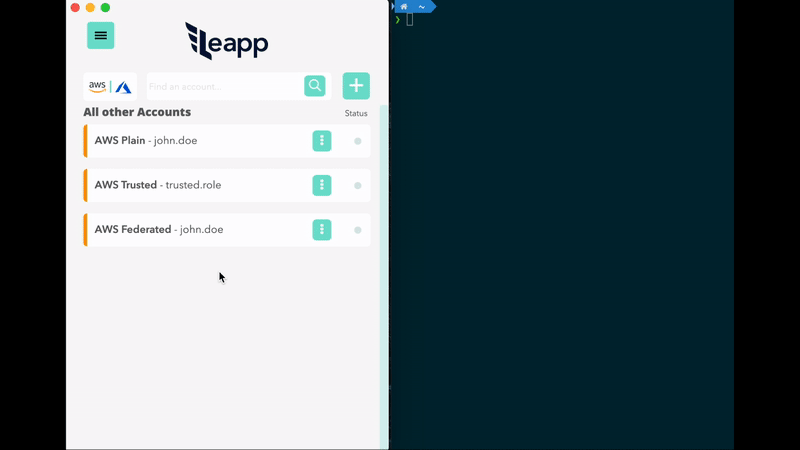 leapp
aws
Find an account...
All other Accounts
Status
AWS Plain - john.doe
AWS Trusted - trusted.role
AWS Federated - john.doe
~
❯